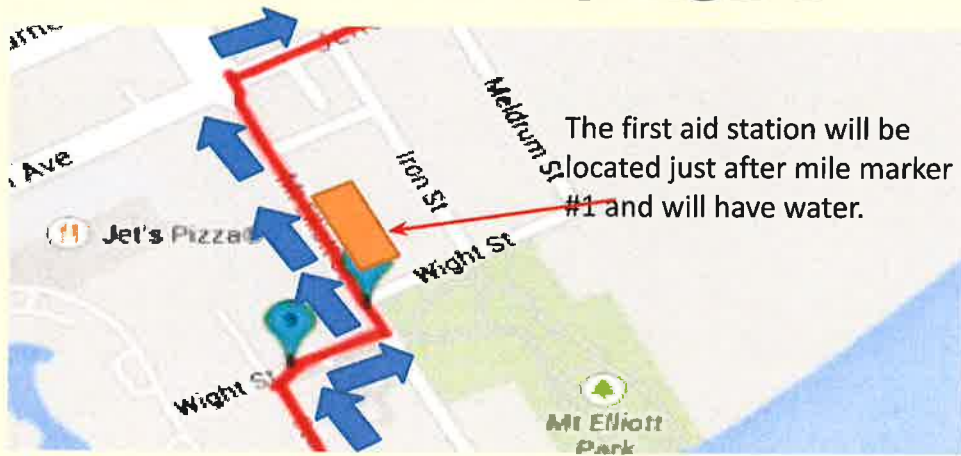 Ave
Meldrum St
Iron St
The first aid station will be
located just after mile marker
#1 and will have water.
Jet's Pizza
Wight St
Wight St
Mt Elliott
Park